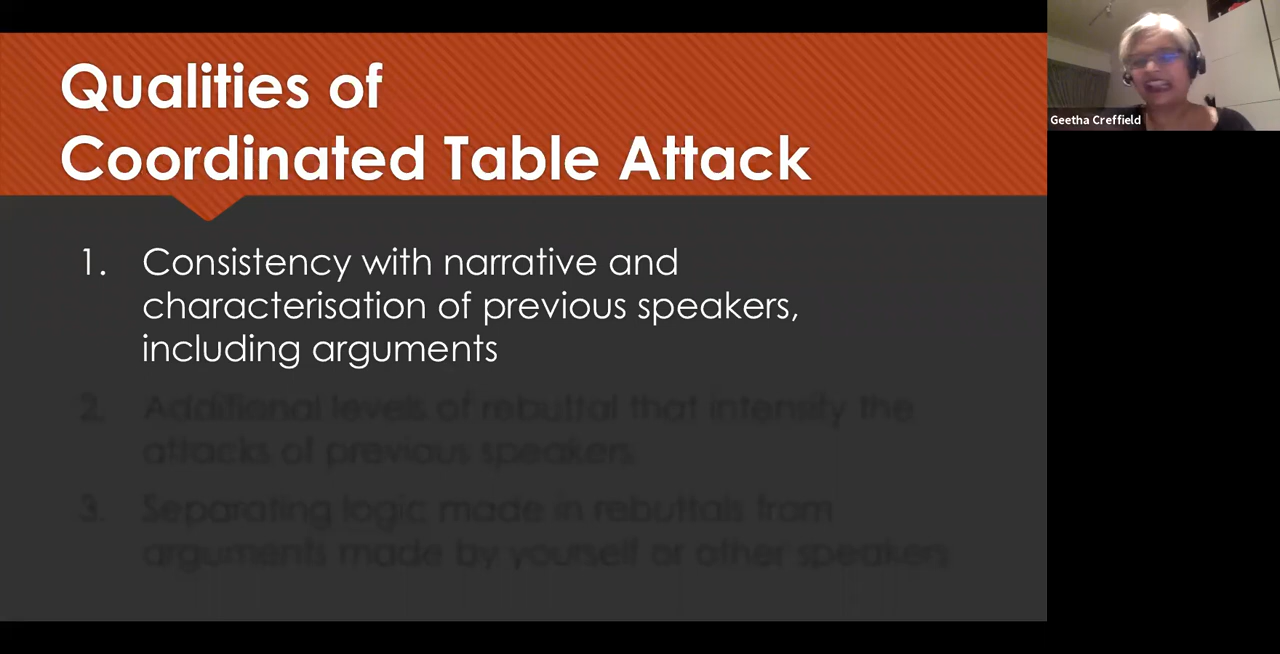 Qualities of
Coordinated Table Attack
Geetha Creffield
1. Consistency with narrative and
characterisation of previous speakers,
including arguments
2. Additional levels of rebuttal that intensify the
attacks of previous speakers
3. Separating logic made in rebuttals from
arguments made by yourself or other speakers